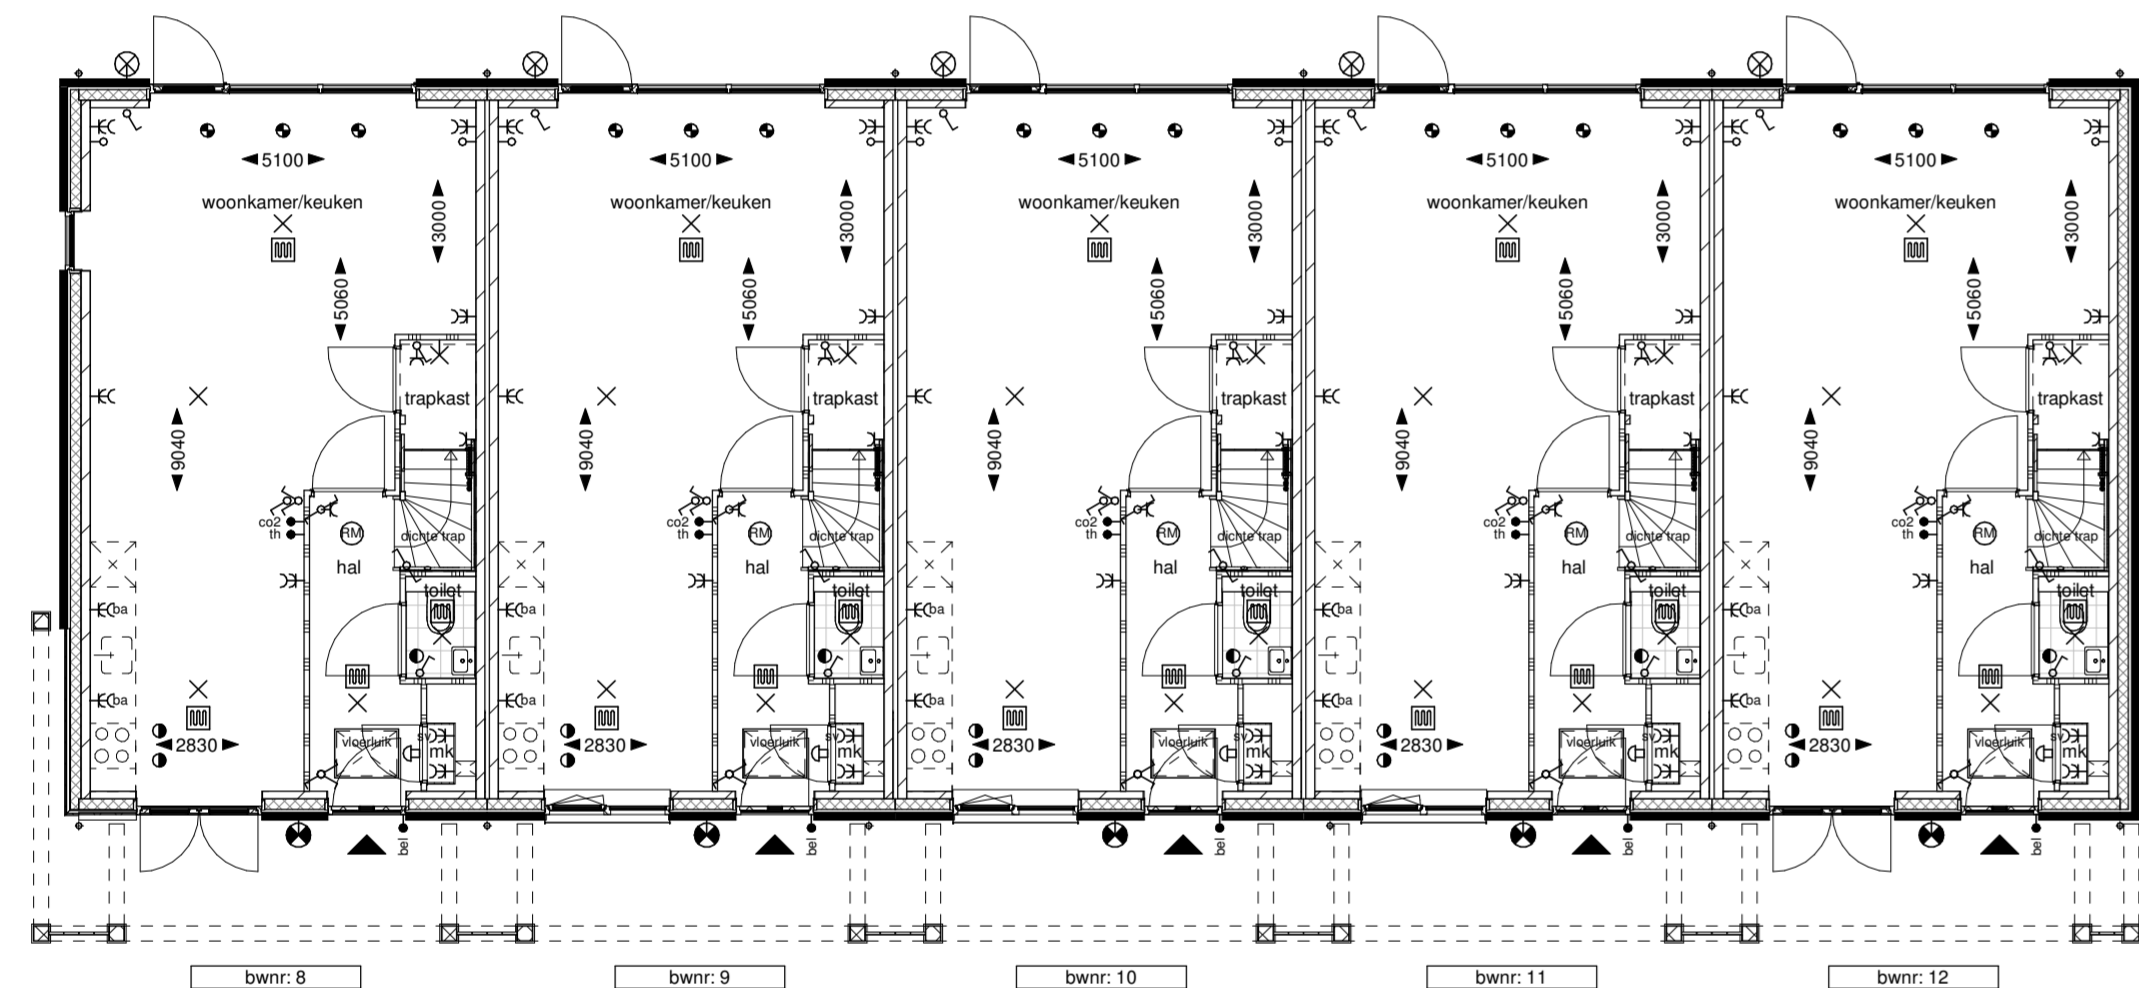 5100 5100 5100 5100 5100
woonkamer/keuken woonkamer/keuken woonkamer/keuken woonkamer/keuken woonkamer/keuken
3000 3000 3000 3000 3000
5060 5060 5060 5060 5060
trapkast trapkast trapkast trapkast trapkast
9040 9040 9040 9040 9040
co2 co2 co2 co2 co2
th RM dichte trap th RM dichte trap th RM dichte trap th RM dichte trap th RM dichte trap
hal hal hal hal hal
toilet toilet toilet toilet toilet
ba ba ba ba
ba ba ba ba
sv sv sv sv sv
2830 vloerluik mk 2830 vloerluik mk 2830 vloerluik mk 2830 vloerluik mk 2830 vloerluik mk
bel bel bel bel bel
bwnr: 8 bwnr: 9 bwnr: 10 bwnr: 11 bwnr: 12